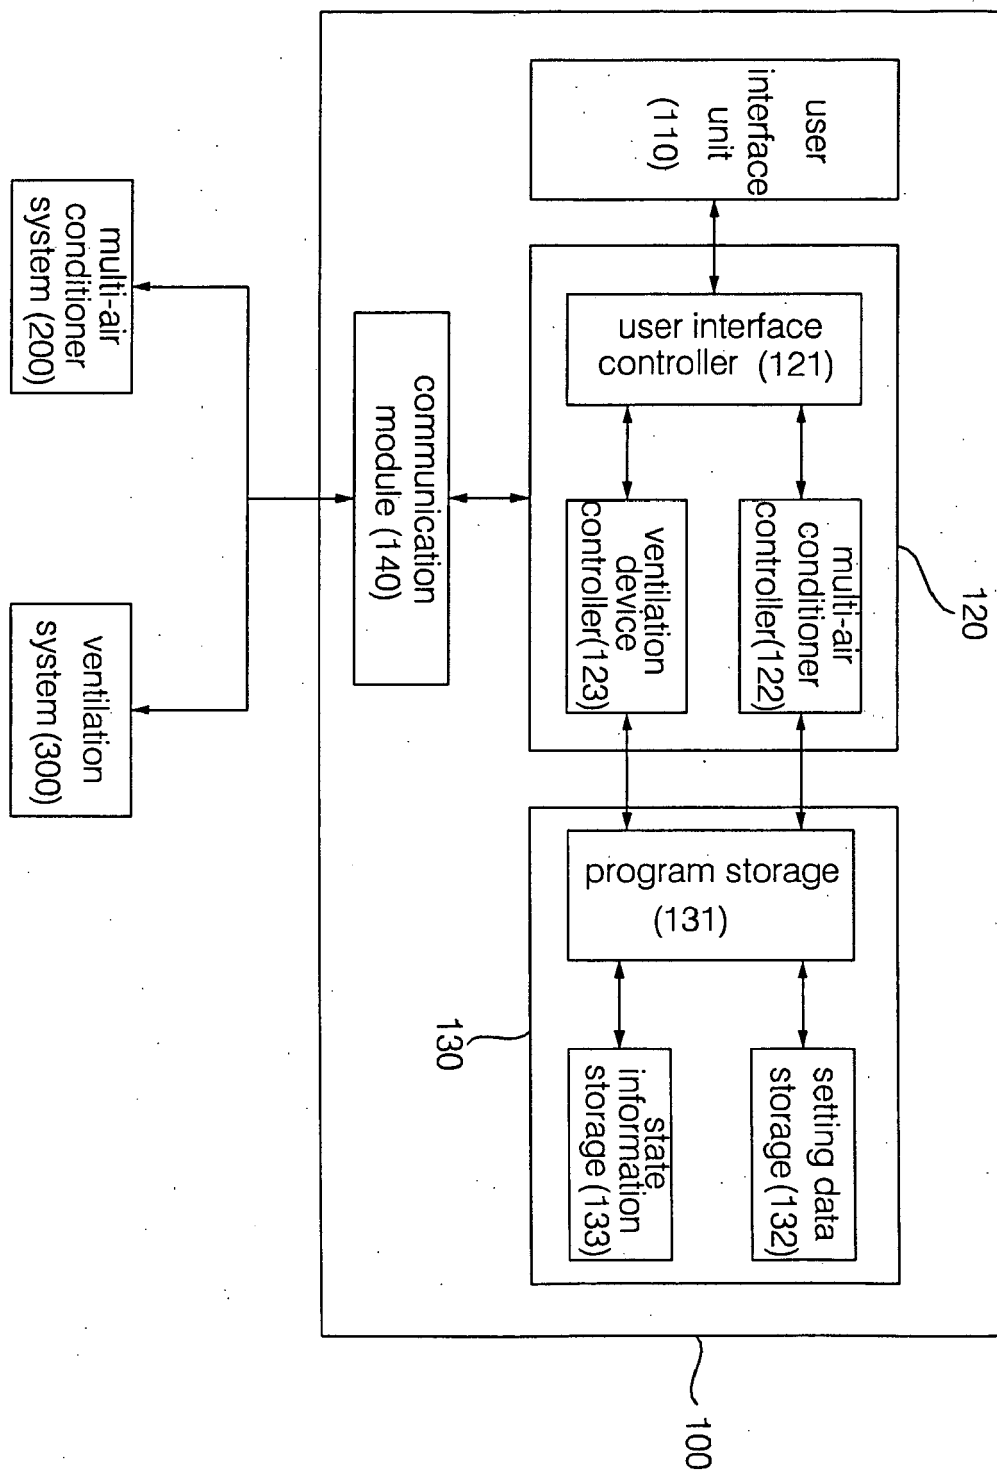 100
120
130
user
interface
unit
(110)
user interface
controller (121)
multi-air
conditioner
controller(122)
ventilation
device
controller(123)
program storage
(131)
setting data
storage(132)
state
information
storage(133)
communication
module (140)
multi-air
conditioner
system (200)
ventilation
system (300)